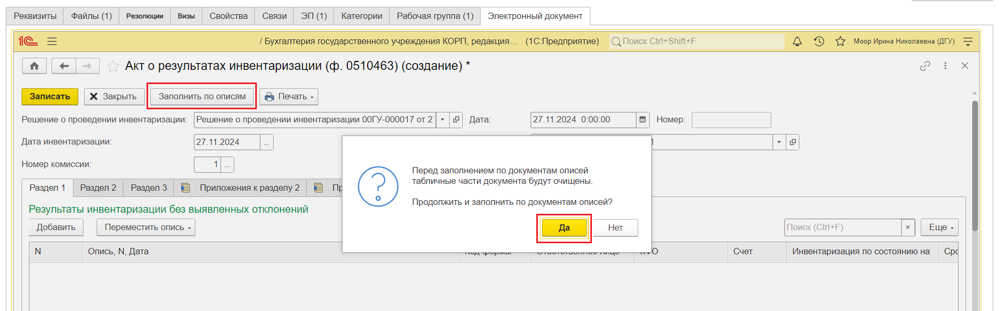 Реквизиты Файлы (1) Резолюции Визы Свойства Связи ЭП (1) Категории Рабочая группа (1) Электронный документ
1С / Бухгалтерия государственного учреждения КОРП, редакция… (1С:Предприятие) Поиск Ctrl+Shift+F Моор Ирина Николаевна (ДГУ)
Акт о результатах инвентаризации (ф. 0510463) (создание) *
Записать Закрыть Заполнить по описям Печать
Решение о проведении инвентаризации: Решение о проведении инвентаризации 00ГУ-000017 от 2 Дата: 27.11.2024 0:00:00 Номер:
Дата инвентаризации: 27.11.2024 ...
Номер комиссии: 1 ...
Раздел 1 Раздел 2 Раздел 3 Приложения к разделу 2
Перед заполнением по документам описей
табличные части документа будут очищены.
Продолжить и заполнить по документам описей?
Да Нет
Результаты инвентаризации без выявленных отклонений
Добавить Переместить опись Поиск (Ctrl+F) × Еще
N Опись, N, Дата Код формы Ответственное лицо КФО Счет Инвентаризация по состоянию на Сро